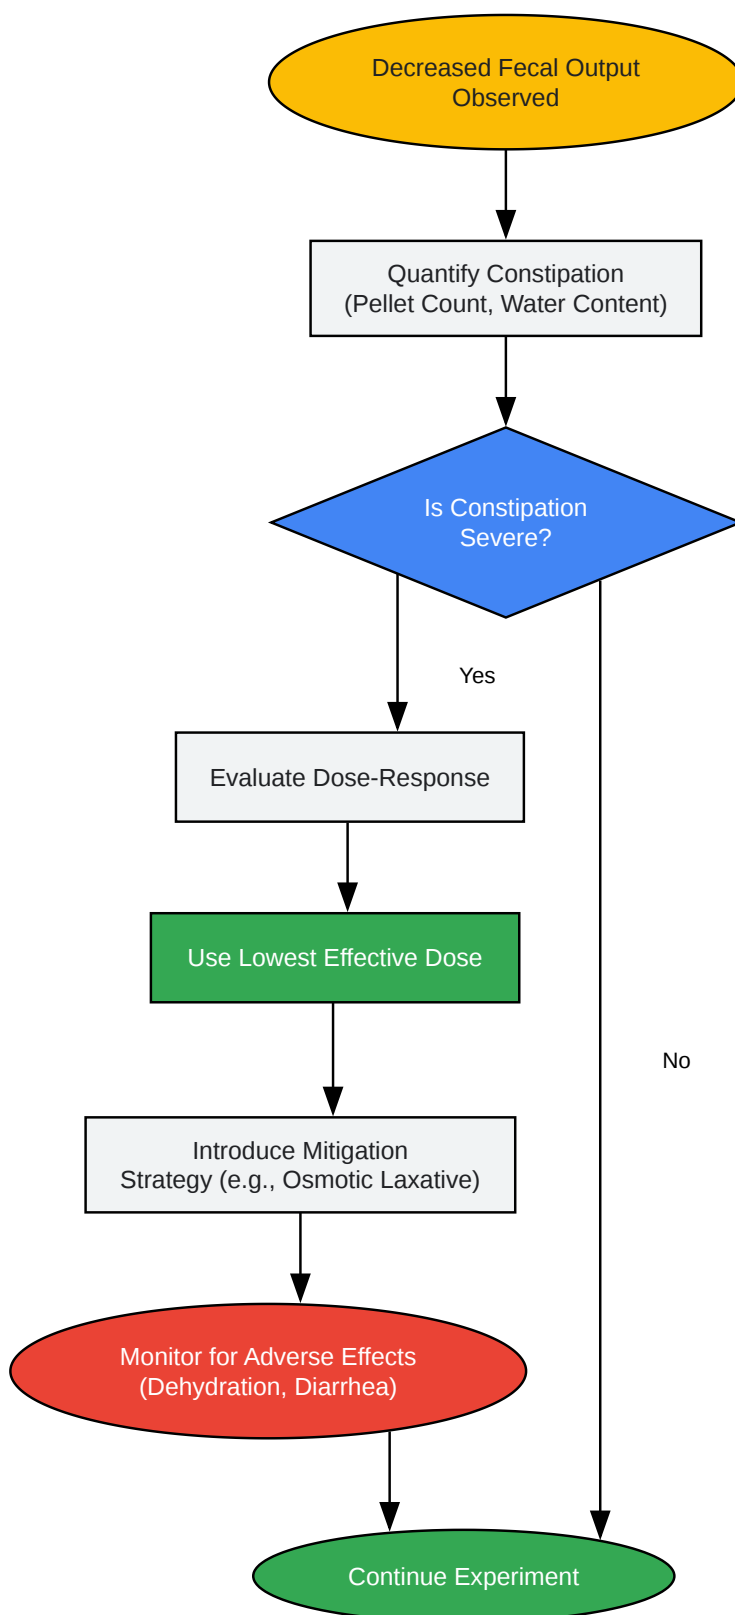 Decreased Fecal Output
Observed
Quantify Constipation
(Pellet Count, Water Content)
Is Constipation
Severe?
Yes
Evaluate Dose-Response
Use Lowest Effective Dose
No
Introduce Mitigation
Strategy (e.g., Osmotic Laxative)
Monitor for Adverse Effects
(Dehydration, Diarrhea)
Continue Experiment